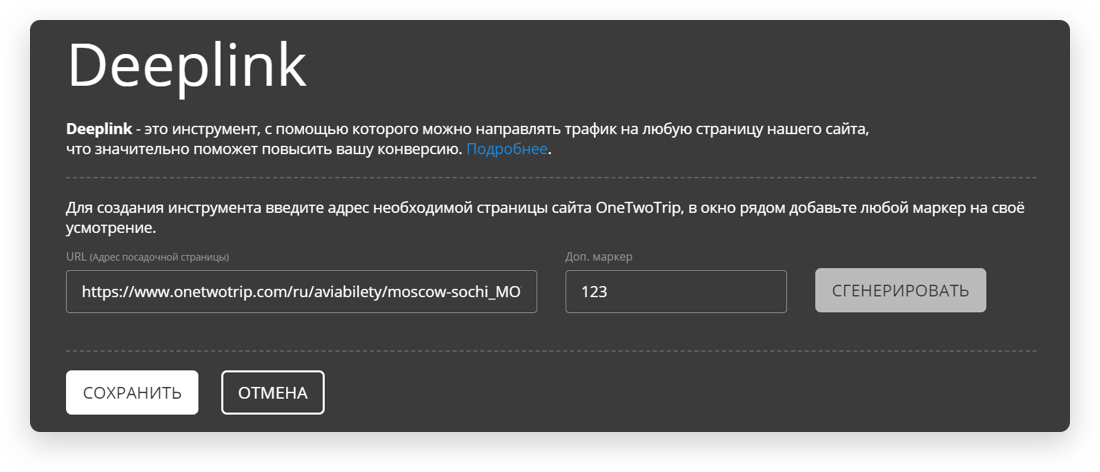 Deeplink
Deeplink - это инструмент, с помощью которого можно направлять трафик на любую страницу нашего сайта,
что значительно поможет повысить вашу конверсию. Подробнее.
Для создания инструмента введите адрес необходимой страницы сайта OneTwoTrip, в окно рядом добавьте любой маркер на своё
усмотрение.
URL (Адрес посадочной страницы) Доп. маркер
https://www.onetwotrip.com/ru/aviabilety/moscow-sochi_MO 123 СГЕНЕРИРОВАТЬ
СОХРАНИТЬ ОТМЕНА